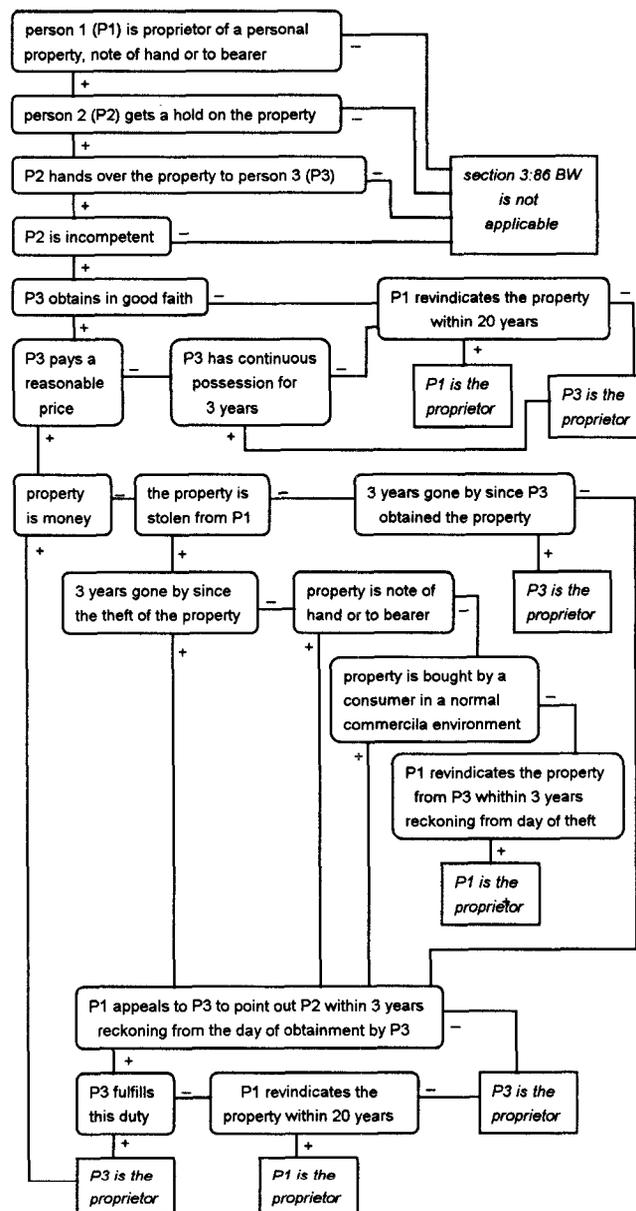 person 1 (P1) is proprietor of a personal
property, note of hand or to bearer
−
+
person 2 (P2) gets a hold on the property
−
+
P2 hands over the property to person 3 (P3)
−
section 3:86 BW
is not
applicable
+
P2 is incompetent
−
+
P3 obtains in good faith
−
P1 revindicates the property
within 20 years
−
+
+
P3 pays a
reasonable
price
−
P3 has continuous
possession for
3 years
−
P1 is the
proprietor
P3 is the
proprietor
+
+
property
is money
−
the property is
stolen from P1
−
3 years gone by since P3
obtained the property
−
+
+
+
3 years gone by since
the theft of the property
−
property is note of
hand or to bearer
−
P3 is the
proprietor
+
+
property is bought by a
consumer in a normal
commercila environment
−
+
P1 revindicates the property
from P3 whithin 3 years
reckoning from day of theft
+
P1 is the
proprietor
P1 appeals to P3 to point out P2 within 3 years
reckoning from the day of obtainment by P3
−
+
P3 fulfills
this duty
−
P1 revindicates the
property within 20 years
−
P3 is the
proprietor
+
+
P3 is the
proprietor
P1 is the
proprietor